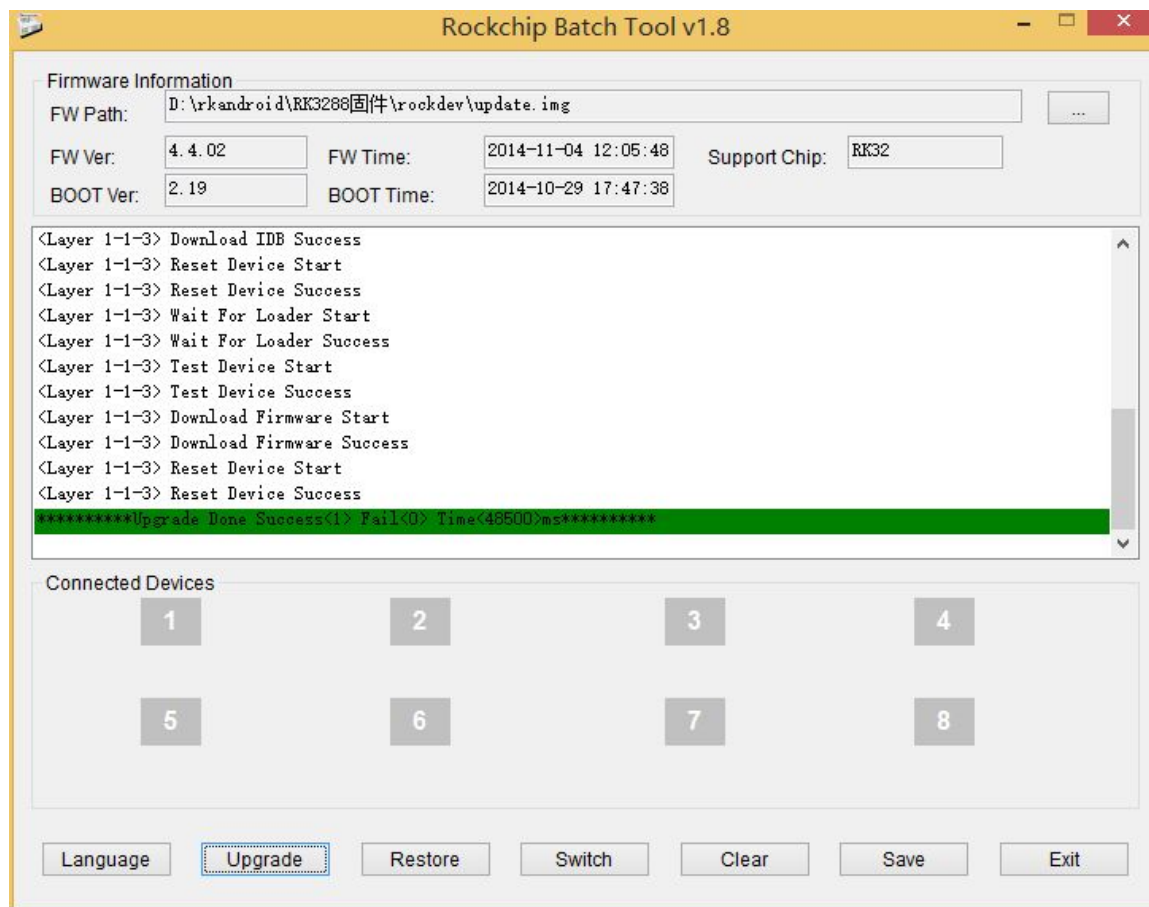 Rockchip Batch Tool v1.8
Firmware Information
FW Path: D:\rkandroid\RK3288固件\rockdev\update.img ...
FW Ver: 4.4.02 FW Time: 2014-11-04 12:05:48 Support Chip: RK32
BOOT Ver: 2.19 BOOT Time: 2014-10-29 17:47:38
<Layer 1-1-3> Download IDB Success
<Layer 1-1-3> Reset Device Start
<Layer 1-1-3> Reset Device Success
<Layer 1-1-3> Wait For Loader Start
<Layer 1-1-3> Wait For Loader Success
<Layer 1-1-3> Test Device Start
<Layer 1-1-3> Test Device Success
<Layer 1-1-3> Download Firmware Start
<Layer 1-1-3> Download Firmware Success
<Layer 1-1-3> Reset Device Start
<Layer 1-1-3> Reset Device Success
**********Upgrade Done Success<1> Fail<0> Time<48500>ms**********
Connected Devices
1 2 3 4
5 6 7 8
Language Upgrade Restore Switch Clear Save Exit